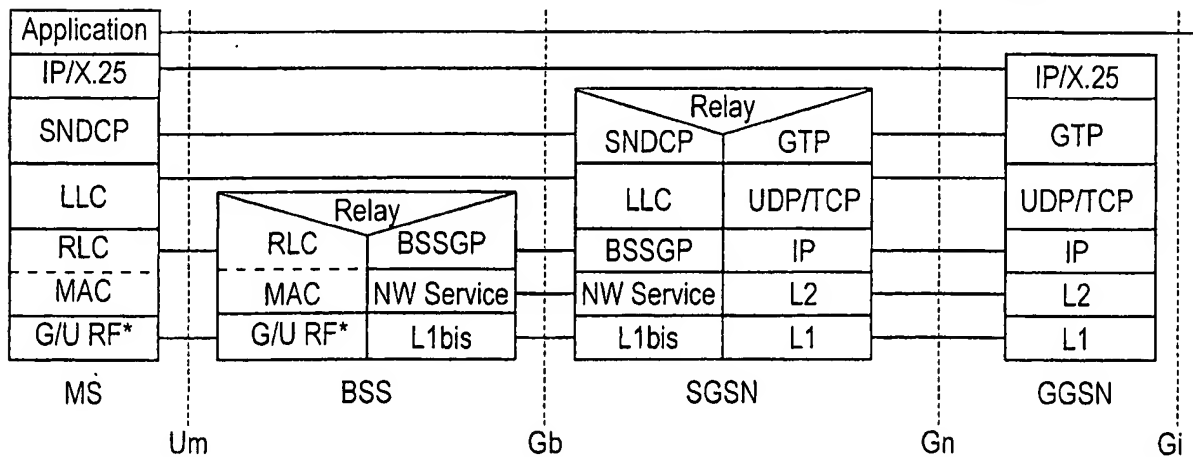 Application
IP/X.25
SNDCP
LLC
RLC
MAC
G/U RF*
MS
Relay
RLC
BSSGP
MAC
NW Service
G/U RF*
L1bis
BSS
Relay
SNDCP
GTP
LLC
UDP/TCP
BSSGP
IP
NW Service
L2
L1bis
L1
SGSN
IP/X.25
GTP
UDP/TCP
IP
L2
L1
GGSN
Um
Gb
Gn
Gi